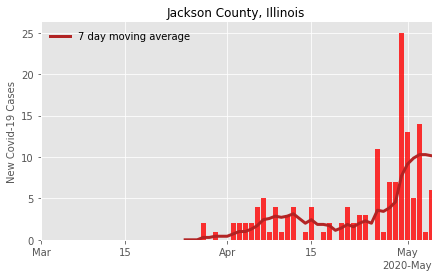 Jackson County, Illinois
7 day moving average
New Covid-19 Cases
25
20
15
10
5
0
Mar 15 Apr 15 May
2020-May